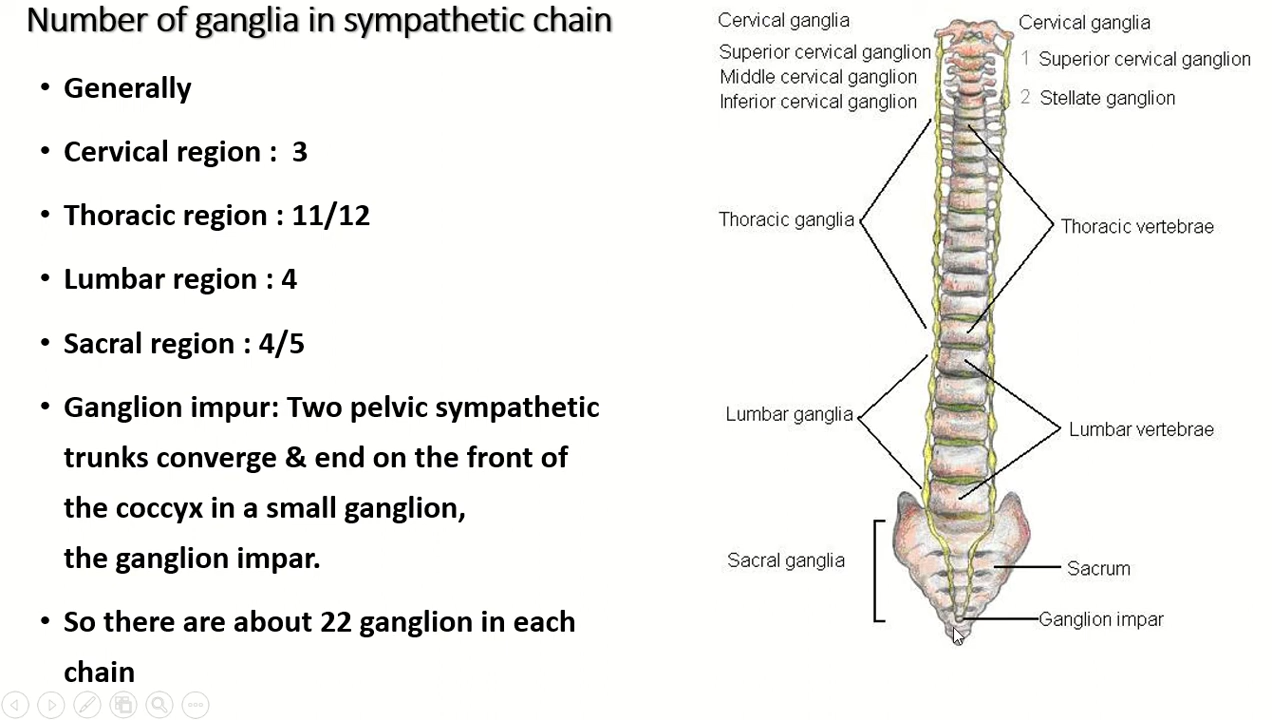 Number of ganglia in sympathetic chain
• Generally
• Cervical region :  3
• Thoracic region : 11/12
• Lumbar region : 4
• Sacral region : 4/5
• Ganglion impur: Two pelvic sympathetic
trunks converge & end on the front of
the coccyx in a small ganglion,
the ganglion impar.
• So there are about 22 ganglion in each
chain
Cervical ganglia
Superior cervical ganglion
Middle cervical ganglion
Inferior cervical ganglion
Thoracic ganglia
Lumbar ganglia
Sacral ganglia
Cervical ganglia
1 Superior cervical ganglion
2 Stellate ganglion
Thoracic vertebrae
Lumbar vertebrae
Sacrum
Ganglion impar